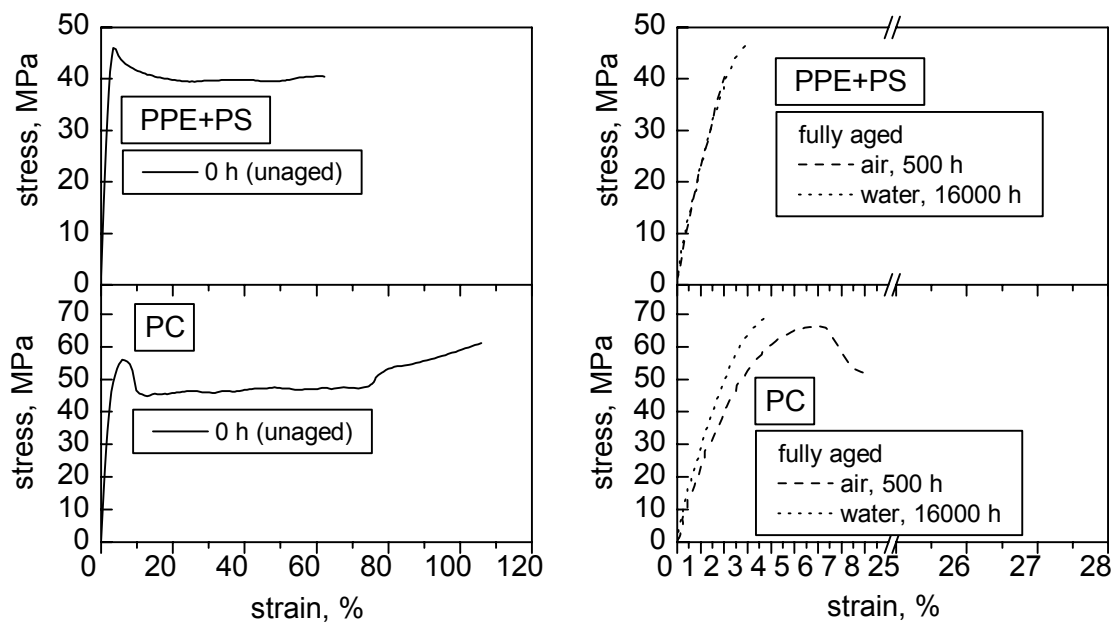 50
40
30
20
10
0
stress, MPa
PPE+PS
0 h (unaged)
70
60
50
40
30
20
10
0
stress, MPa
PC
0 h (unaged)
0 20 40 60 80 100 120
strain, %
50
40
30
20
10
0
stress, MPa
PPE+PS
fully aged
air, 500 h
water, 16000 h
70
60
50
40
30
20
10
0
stress, MPa
PC
fully aged
air, 500 h
water, 16000 h
0 1 2 3 4 5 6 7 8 25 26 27 28
strain, %